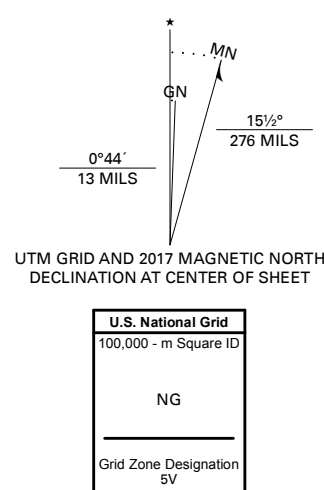 MN
GN
15½°
276 MILS
0°44´
13 MILS
UTM GRID AND 2017 MAGNETIC NORTH
DECLINATION AT CENTER OF SHEET
U.S. National Grid
100,000 - m Square ID
NG
Grid Zone Designation
5V